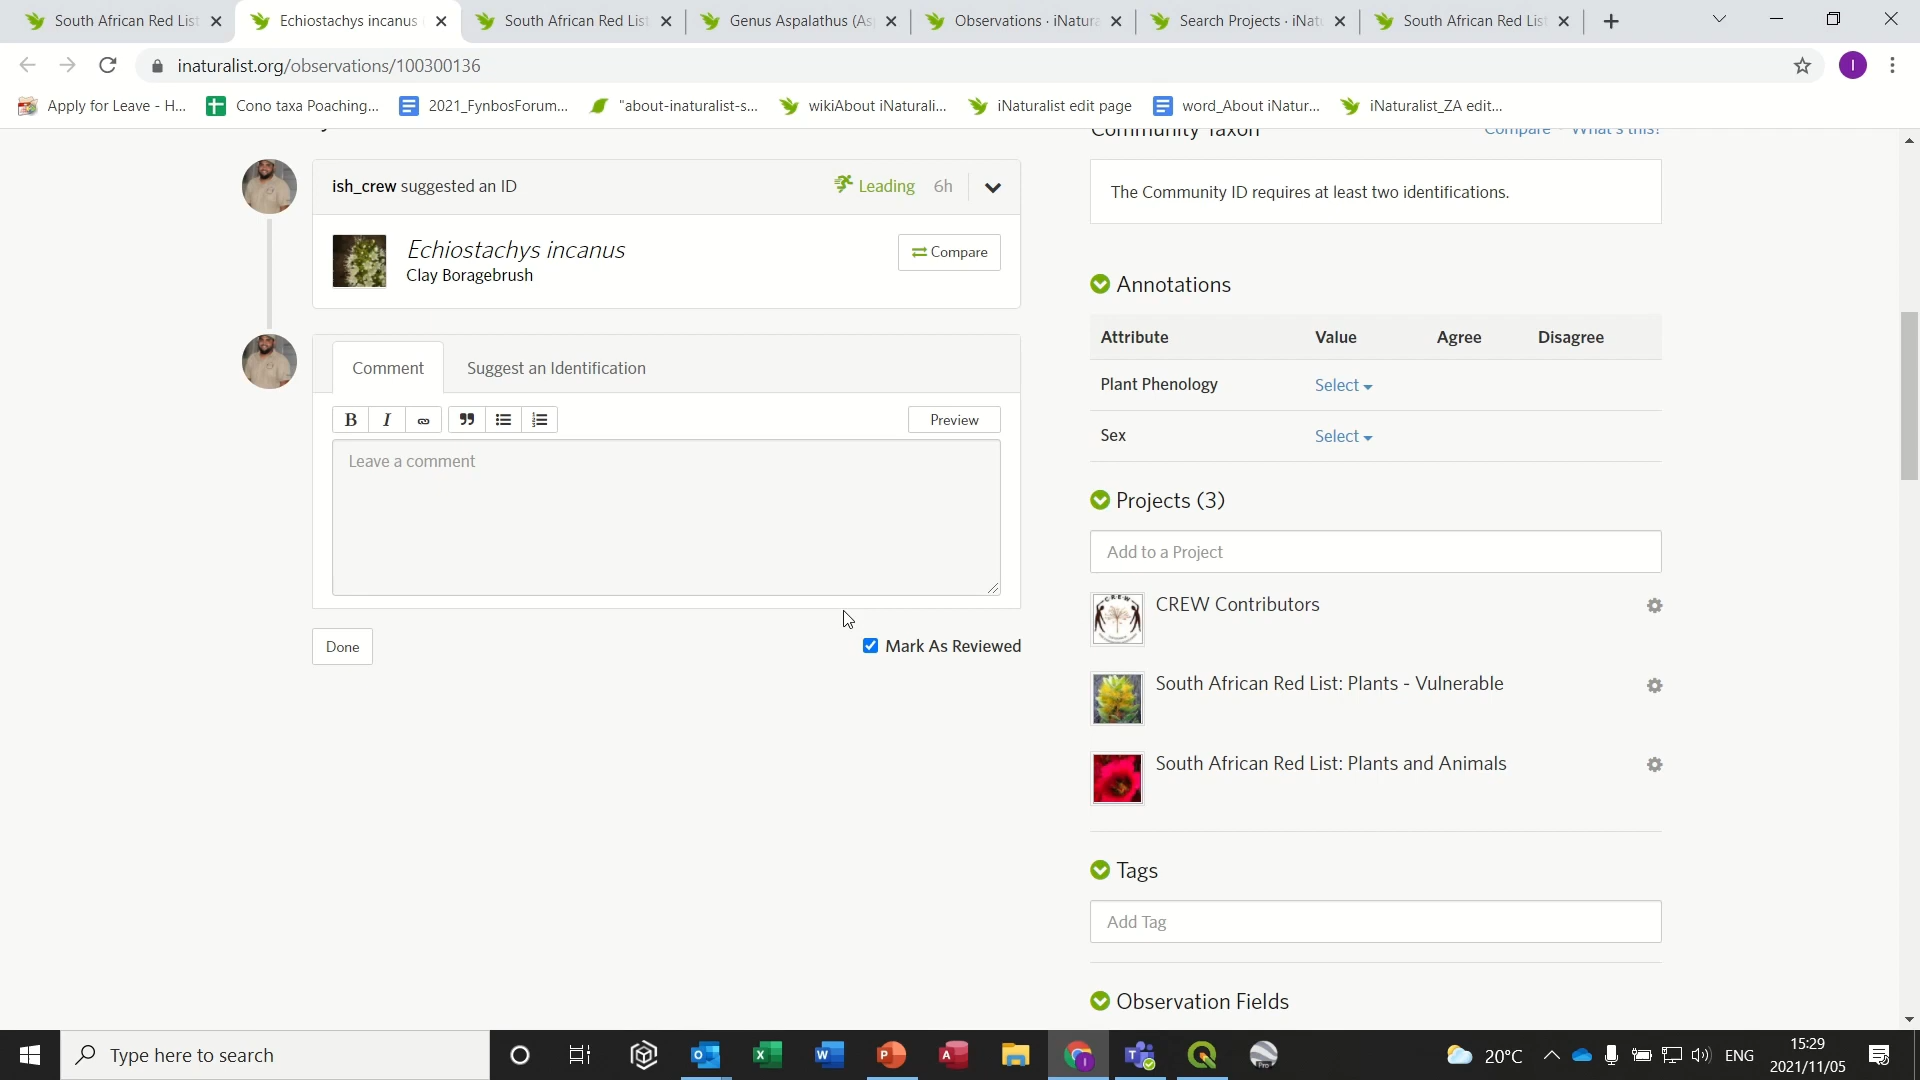 South African Red List
Echiostachys incanus
South African Red List
Genus Aspalathus (As
Observations · iNatura
Search Projects · iNatu
South African Red List
inaturalist.org/observations/100300136
I
Apply for Leave - H...
Cono taxa Poaching...
2021_FynbosForum...
"about-inaturalist-s...
wikiAbout iNaturali...
iNaturalist edit page
word_About iNatur...
iNaturalist_ZA edit...
Community Taxon
Compare · What's this?
ish_crew suggested an ID
Leading 6h
The Community ID requires at least two identifications.
Echiostachys incanus
Clay Boragebrush
Compare
Comment
Suggest an Identification
B I
Preview
Leave a comment
Done
Mark As Reviewed
Annotations
Attribute Value Agree Disagree
Plant Phenology Select
Sex Select
Projects (3)
Add to a Project
CREW Contributors
South African Red List: Plants - Vulnerable
South African Red List: Plants and Animals
Tags
Add Tag
Observation Fields
Type here to search
20°C
ENG
15:29
2021/11/05